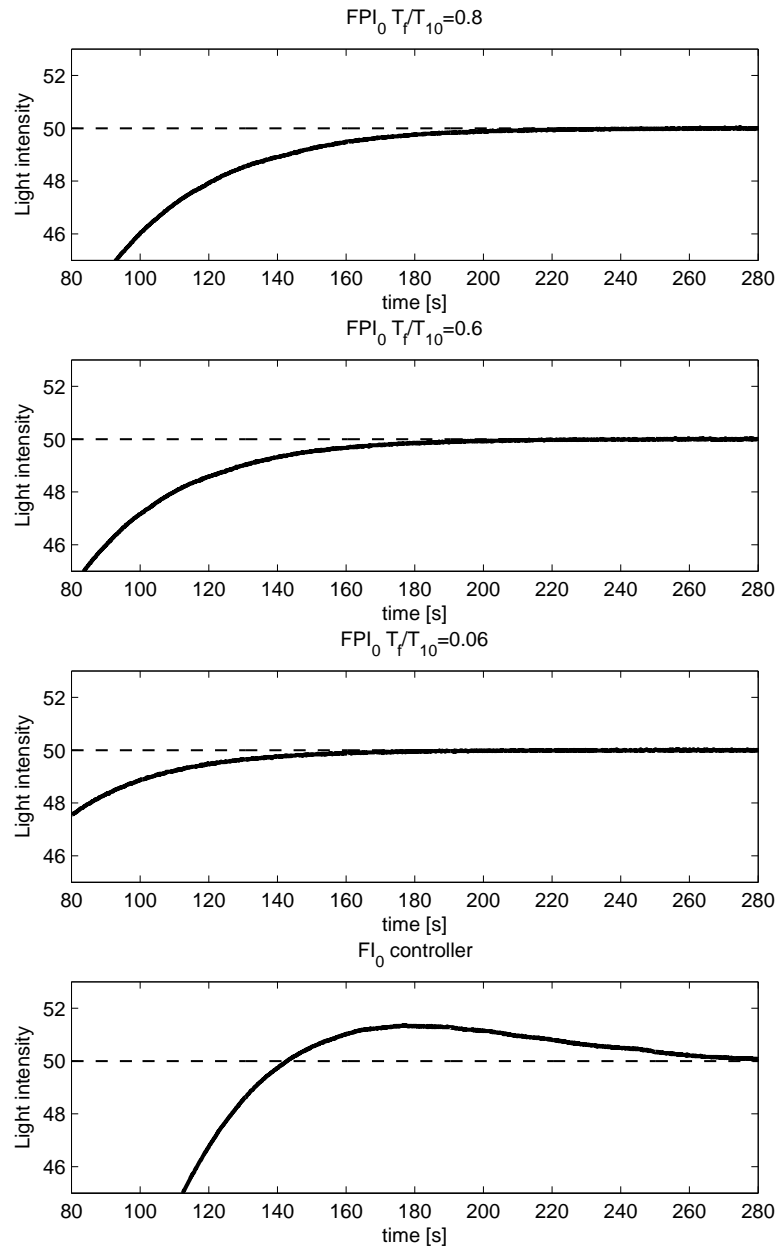 FPI₀ T_f/T₁₀=0.8
52
50
48
46
Light intensity
80 100 120 140 160 180 200 220 240 260 280
time [s]
FPI₀ T_f/T₁₀=0.6
52
50
48
46
Light intensity
80 100 120 140 160 180 200 220 240 260 280
time [s]
FPI₀ T_f/T₁₀=0.06
52
50
48
46
Light intensity
80 100 120 140 160 180 200 220 240 260 280
time [s]
FI₀ controller
52
50
48
46
Light intensity
80 100 120 140 160 180 200 220 240 260 280
time [s]